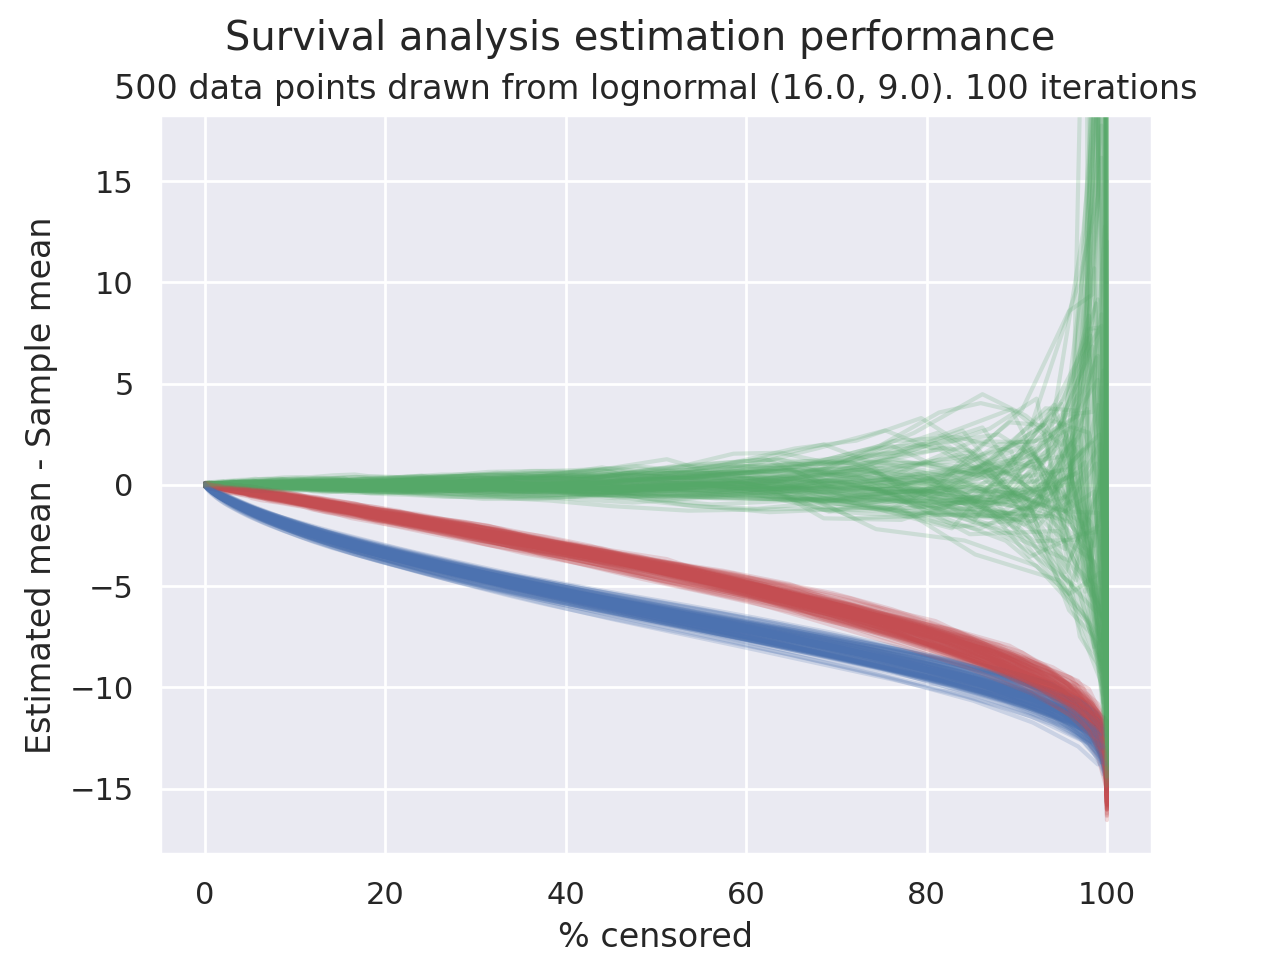 Survival analysis estimation performance
500 data points drawn from lognormal (16.0, 9.0). 100 iterations
Estimated mean - Sample mean
15
10
5
0
−5
−10
−15
0 20 40 60 80 100
% censored